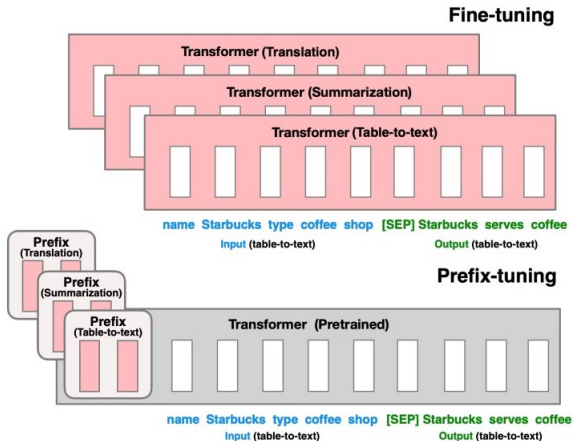 Fine-tuning
Transformer (Translation)
Transformer (Summarization)
Transformer (Table-to-text)
name Starbucks type coffee shop [SEP] Starbucks serves coffee
Input (table-to-text) Output (table-to-text)
Prefix
(Translation)
Prefix-tuning
Prefix
(Summarization)
Prefix
(Table-to-text)
Transformer (Pretrained)
name Starbucks type coffee shop [SEP] Starbucks serves coffee
Input (table-to-text) Output (table-to-text)